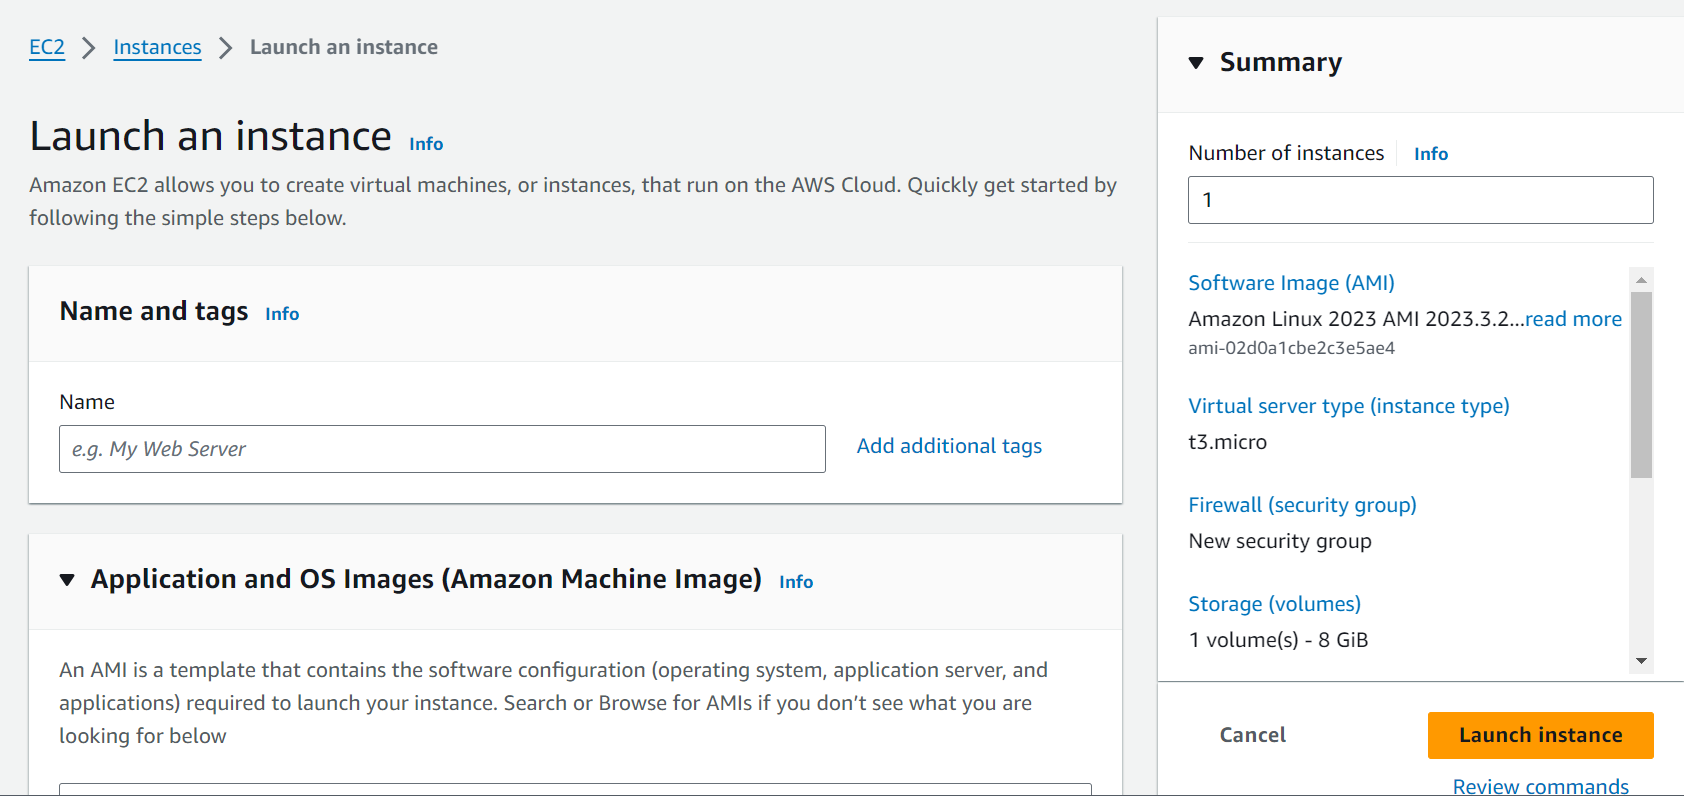 EC2 > Instances > Launch an instance
Launch an instance Info
Amazon EC2 allows you to create virtual machines, or instances, that run on the AWS Cloud. Quickly get started by
following the simple steps below.
Name and tags Info
Name
e.g. My Web Server
Add additional tags
Application and OS Images (Amazon Machine Image) Info
An AMI is a template that contains the software configuration (operating system, application server, and
applications) required to launch your instance. Search or Browse for AMIs if you don’t see what you are
looking for below
Summary
Number of instances Info
1
Software Image (AMI)
Amazon Linux 2023 AMI 2023.3.2...read more
ami-02d0a1cbe2c3e5ae4
Virtual server type (instance type)
t3.micro
Firewall (security group)
New security group
Storage (volumes)
1 volume(s) - 8 GiB
Cancel
Launch instance
Review commands